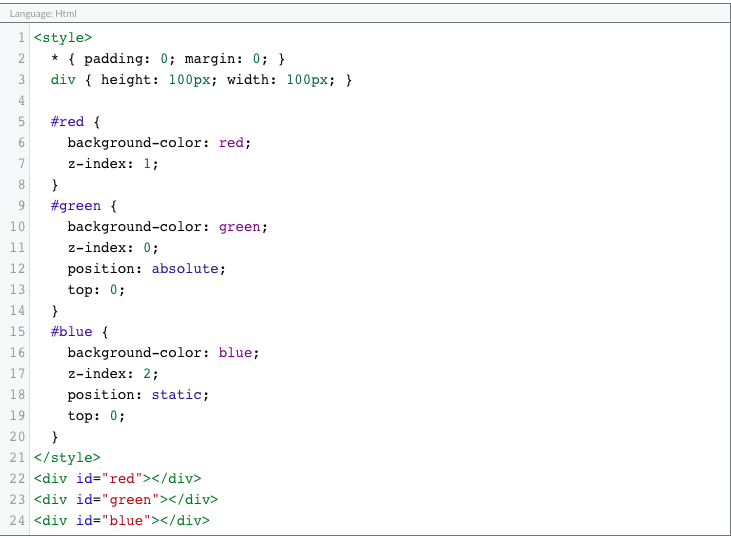 Language: Html
1 <style>
2   * { padding: 0; margin: 0; }
3   div { height: 100px; width: 100px; }
4
5   #red {
6     background-color: red;
7     z-index: 1;
8   }
9   #green {
10     background-color: green;
11     z-index: 0;
12     position: absolute;
13     top: 0;
14   }
15   #blue {
16     background-color: blue;
17     z-index: 2;
18     position: static;
19     top: 0;
20   }
21 </style>
22 <div id="red"></div>
23 <div id="green"></div>
24 <div id="blue"></div>